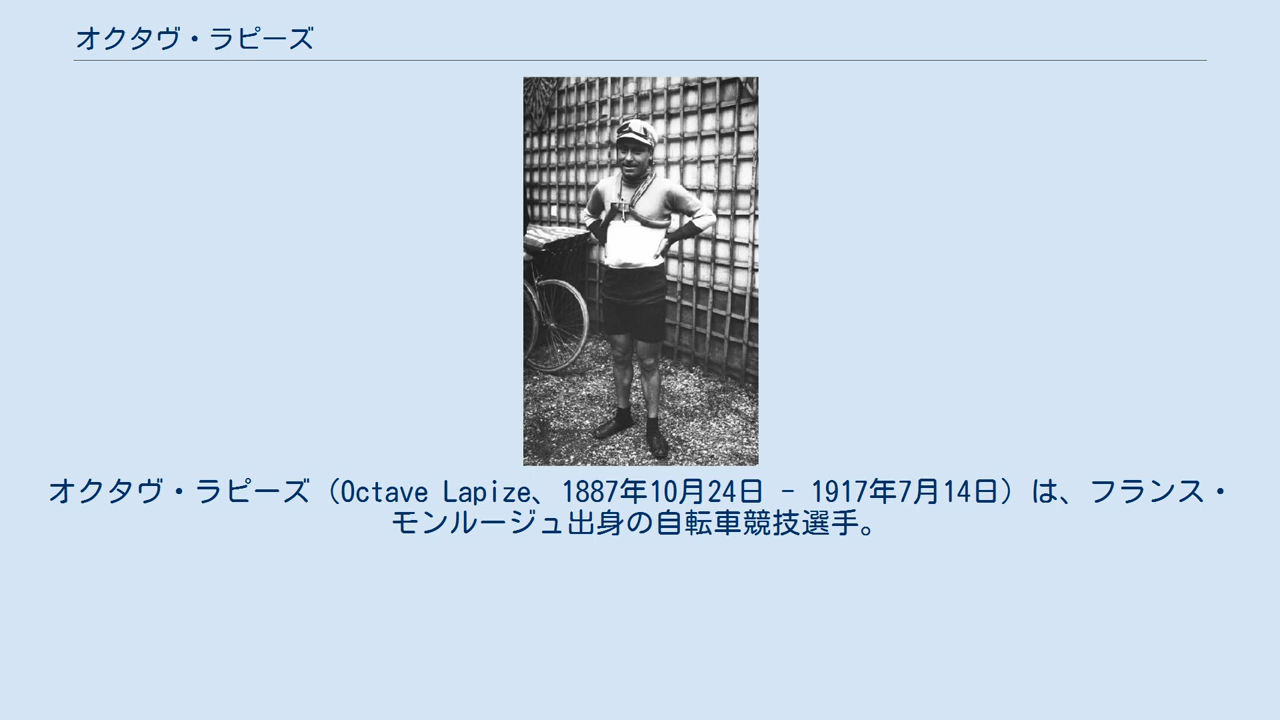 オクタヴ・ラピーズ
オクタヴ・ラピーズ（Octave Lapize、1887年10月24日 - 1917年7月14日）は、フランス・
モンルージュ出身の自転車競技選手。